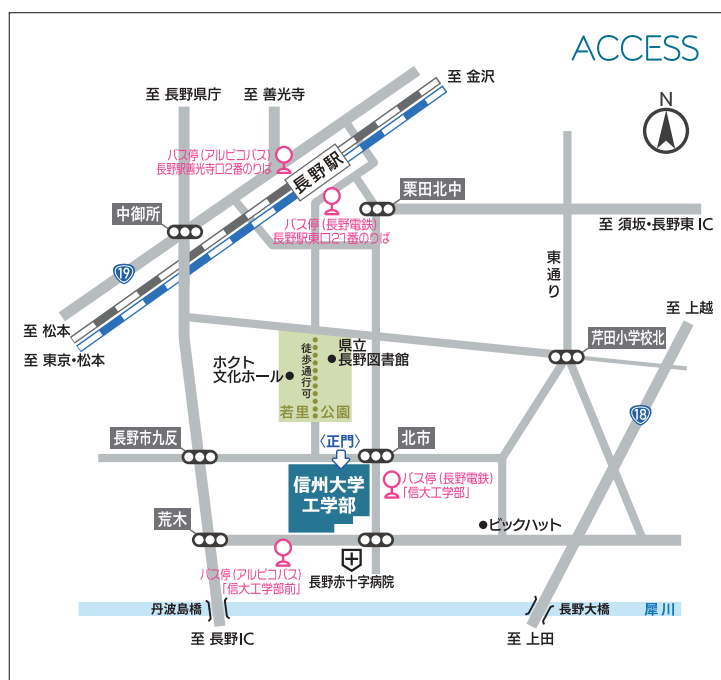 ACCESS
至 金沢
至 長野県庁
至 善光寺
N
バス停(アルピコバス)
長野駅善光寺口2番のりば
長野駅
栗田北中
中御所
バス停(長野電鉄)
長野駅東口21番のりば
至 須坂・長野東IC
東通り
19
至 上越
至 松本
至 東京・松本
芹田小学校北
県立
長野図書館
ホクト
文化ホール
徒歩通行可
若里公園
18
〈正門〉
長野市九反
北市
信州大学
工学部
バス停(長野電鉄)
「信大工学部」
荒木
ビックハット
バス停(アルピコバス)
「信大工学部前」
長野赤十字病院
丹波島橋
長野大橋
犀川
至 長野IC
至 上田